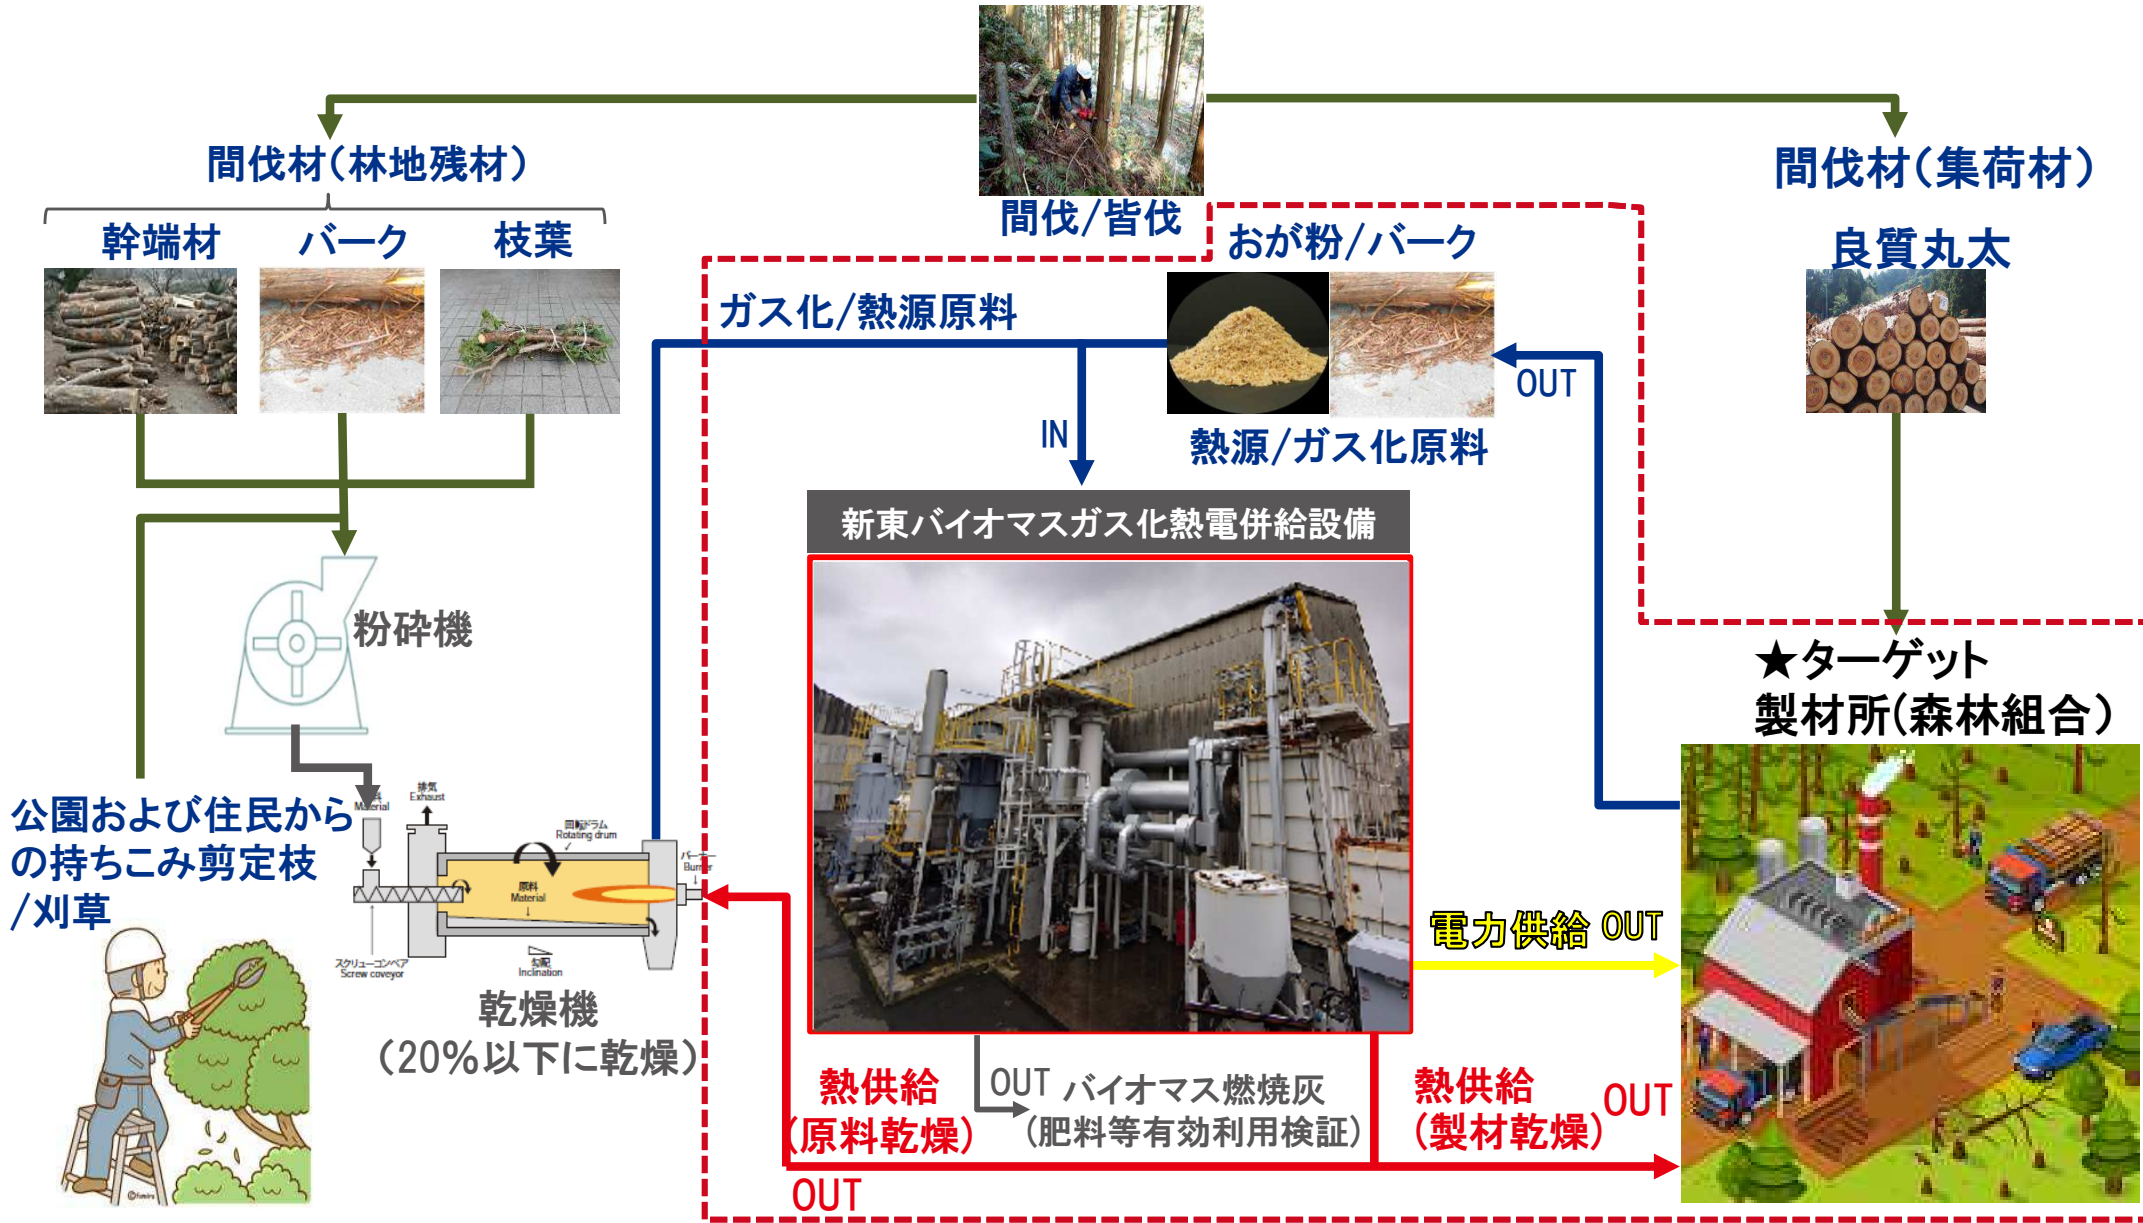 間伐/皆伐
間伐材(林地残材)
幹端材
バーク
枝葉
間伐材(集荷材)
良質丸太
おが粉/バーク
ガス化/熱源原料
OUT
IN
熱源/ガス化原料
新東バイオマスガス化熱電併給設備
粉砕機
★ターゲット
製材所(森林組合)
公園および住民から
の持ちこみ剪定枝
/刈草
Material
排気
Exhaust
回転ドラム
Rotating drum
バーナー
Burner
原料
Material
スクリューコンベア
Screw coveyor
勾配
Inclination
乾燥機
(20%以下に乾燥)
電力供給 OUT
熱供給
(原料乾燥)
OUT
OUT
バイオマス燃焼灰
(肥料等有効利用検証)
熱供給
(製材乾燥)
OUT